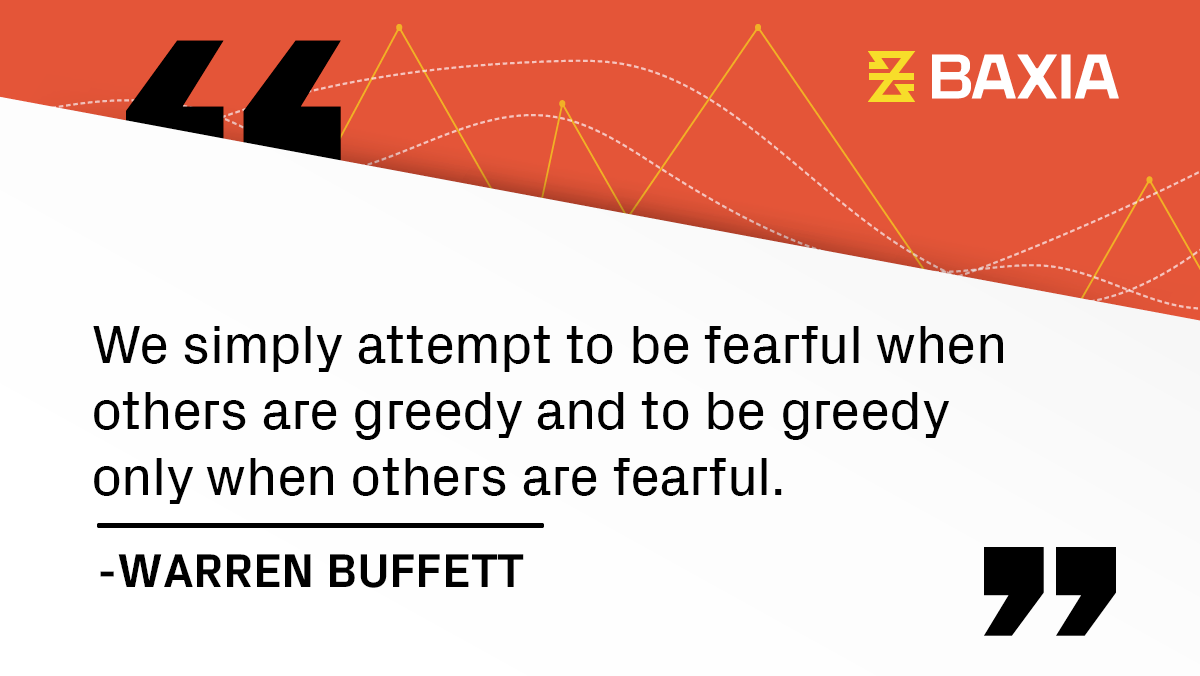 BAXIA
We simply attempt to be fearful when
others are greedy and to be greedy
only when others are fearful.
-WARREN BUFFETT